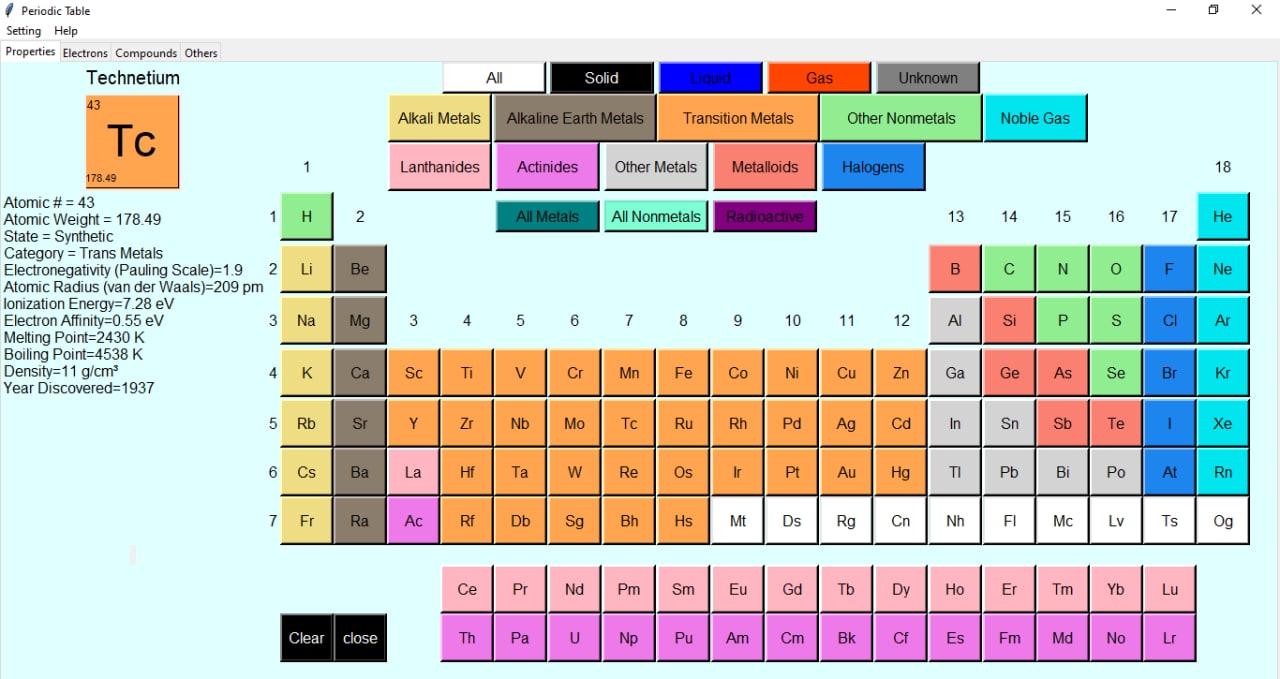 Periodic Table
Setting Help
Properties Electrons Compounds Others
Technetium
43
Tc
178.49
Atomic # = 43
Atomic Weight = 178.49
State = Synthetic
Category = Trans Metals
Electronegativity (Pauling Scale)=1.9
Atomic Radius (van der Waals)=209 pm
Ionization Energy=7.28 eV
Electron Affinity=0.55 eV
Melting Point=2430 K
Boiling Point=4538 K
Density=11 g/cm³
Year Discovered=1937
All Solid Liquid Gas Unknown
Alkali Metals Alkaline Earth Metals Transition Metals Other Nonmetals Noble Gas
Lanthanides Actinides Other Metals Metalloids Halogens
All Metals All Nonmetals Radioactive
1 18
1 H 2 13 14 15 16 17 He
2 Li Be B C N O F Ne
3 Na Mg 3 4 5 6 7 8 9 10 11 12 Al Si P S Cl Ar
4 K Ca Sc Ti V Cr Mn Fe Co Ni Cu Zn Ga Ge As Se Br Kr
5 Rb Sr Y Zr Nb Mo Tc Ru Rh Pd Ag Cd In Sn Sb Te I Xe
6 Cs Ba La Hf Ta W Re Os Ir Pt Au Hg Tl Pb Bi Po At Rn
7 Fr Ra Ac Rf Db Sg Bh Hs Mt Ds Rg Cn Nh Fl Mc Lv Ts Og
Ce Pr Nd Pm Sm Eu Gd Tb Dy Ho Er Tm Yb Lu
Clear close Th Pa U Np Pu Am Cm Bk Cf Es Fm Md No Lr